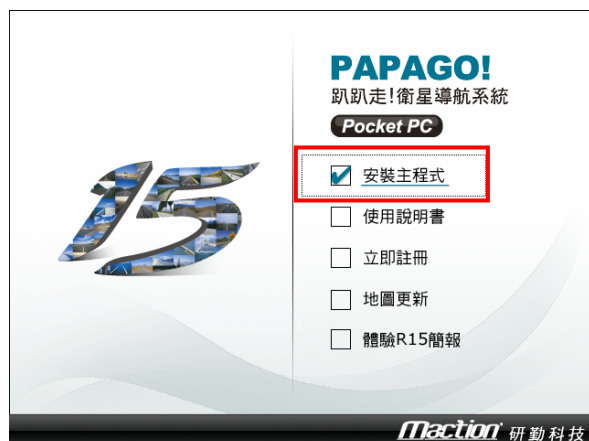 15
PAPAGO!
趴趴走!衛星導航系統
Pocket PC
安裝主程式
使用說明書
立即註冊
地圖更新
體驗R15簡報
maction 研勤科技